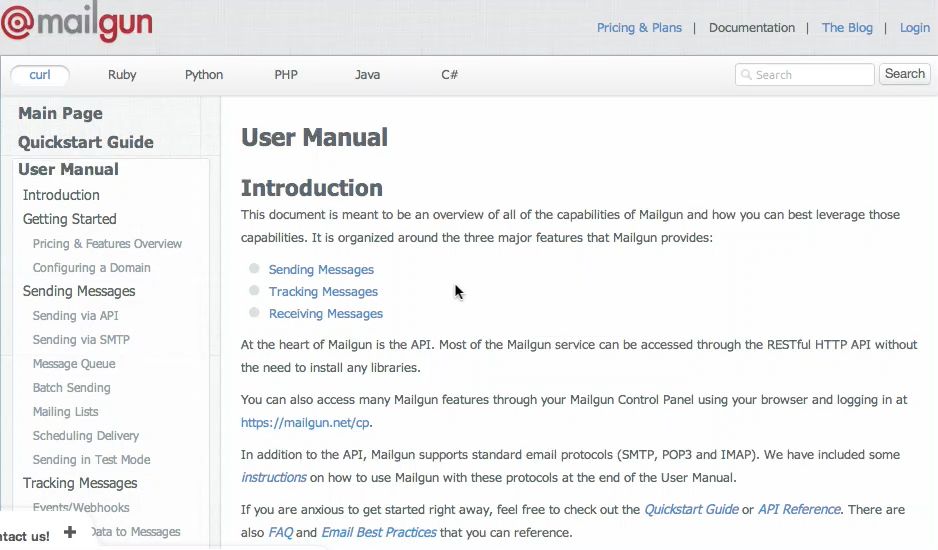 @mailgun
Pricing & Plans | Documentation | The Blog | Login
curl Ruby Python PHP Java C# Search Search
Main Page
Quickstart Guide
User Manual
Introduction
Getting Started
Pricing & Features Overview
Configuring a Domain
Sending Messages
Sending via API
Sending via SMTP
Message Queue
Batch Sending
Mailing Lists
Scheduling Delivery
Sending in Test Mode
Tracking Messages
Events/Webhooks
Data to Messages
ntact us! +
User Manual
Introduction
This document is meant to be an overview of all of the capabilities of Mailgun and how you can best leverage those
capabilities. It is organized around the three major features that Mailgun provides:
Sending Messages
Tracking Messages
Receiving Messages
At the heart of Mailgun is the API. Most of the Mailgun service can be accessed through the RESTful HTTP API without
the need to install any libraries.
You can also access many Mailgun features through your Mailgun Control Panel using your browser and logging in at
https://mailgun.net/cp.
In addition to the API, Mailgun supports standard email protocols (SMTP, POP3 and IMAP). We have included some
instructions on how to use Mailgun with these protocols at the end of the User Manual.
If you are anxious to get started right away, feel free to check out the Quickstart Guide or API Reference. There are
also FAQ and Email Best Practices that you can reference.